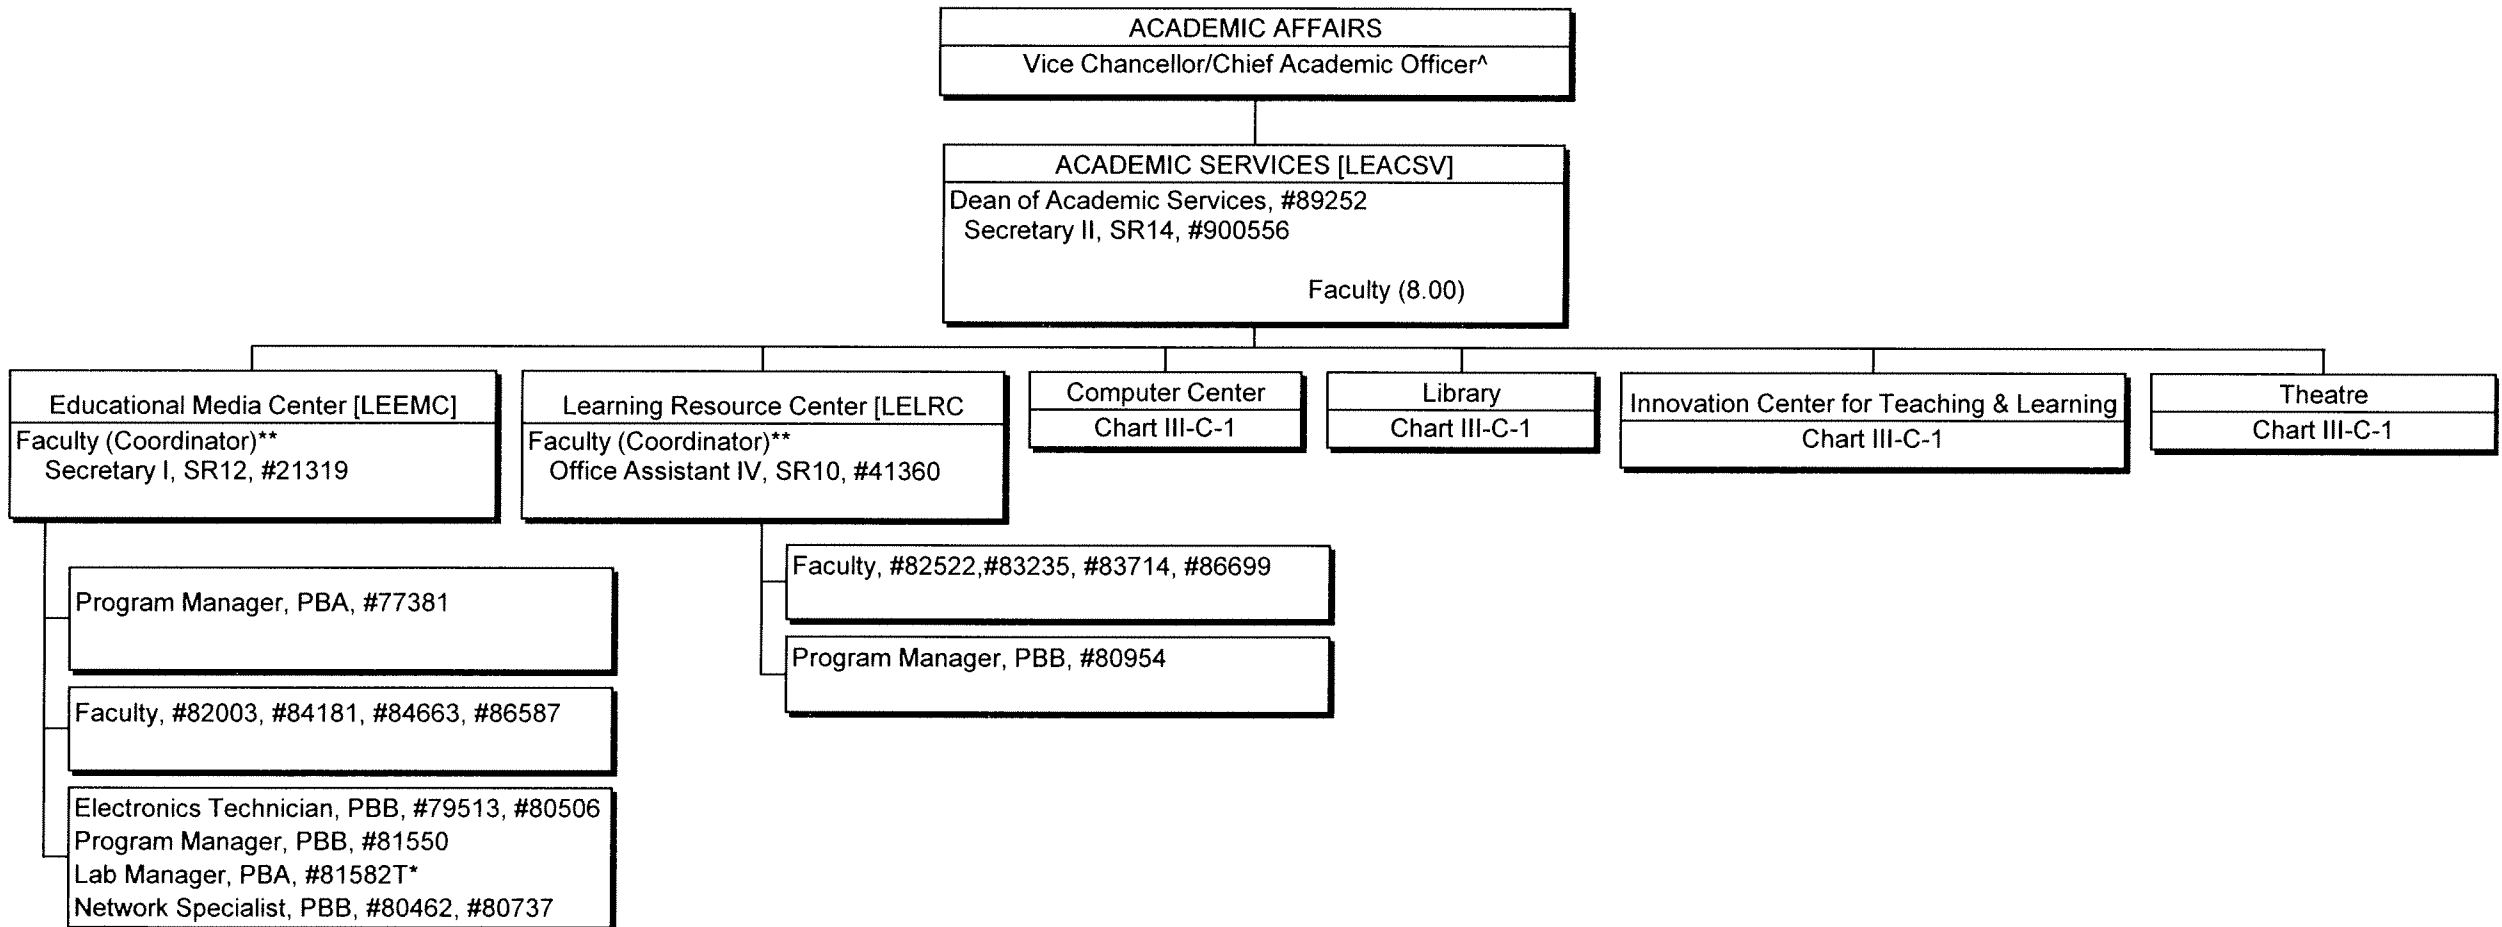 ACADEMIC AFFAIRS
Vice Chancellor/Chief Academic Officer^
ACADEMIC SERVICES [LEACSV]
Dean of Academic Services, #89252
Secretary II, SR14, #900556
Faculty (8.00)
Educational Media Center [LEEMC]
Faculty (Coordinator)**
Secretary I, SR12, #21319
Program Manager, PBA, #77381
Faculty, #82003, #84181, #84663, #86587
Electronics Technician, PBB, #79513, #80506
Program Manager, PBB, #81550
Lab Manager, PBA, #81582T*
Network Specialist, PBB, #80462, #80737
Learning Resource Center [LELRC
Faculty (Coordinator)**
Office Assistant IV, SR10, #41360
Faculty, #82522,#83235, #83714, #86699
Program Manager, PBB, #80954
Computer Center
Chart III-C-1
Library
Chart III-C-1
Innovation Center for Teaching & Learning
Chart III-C-1
Theatre
Chart III-C-1